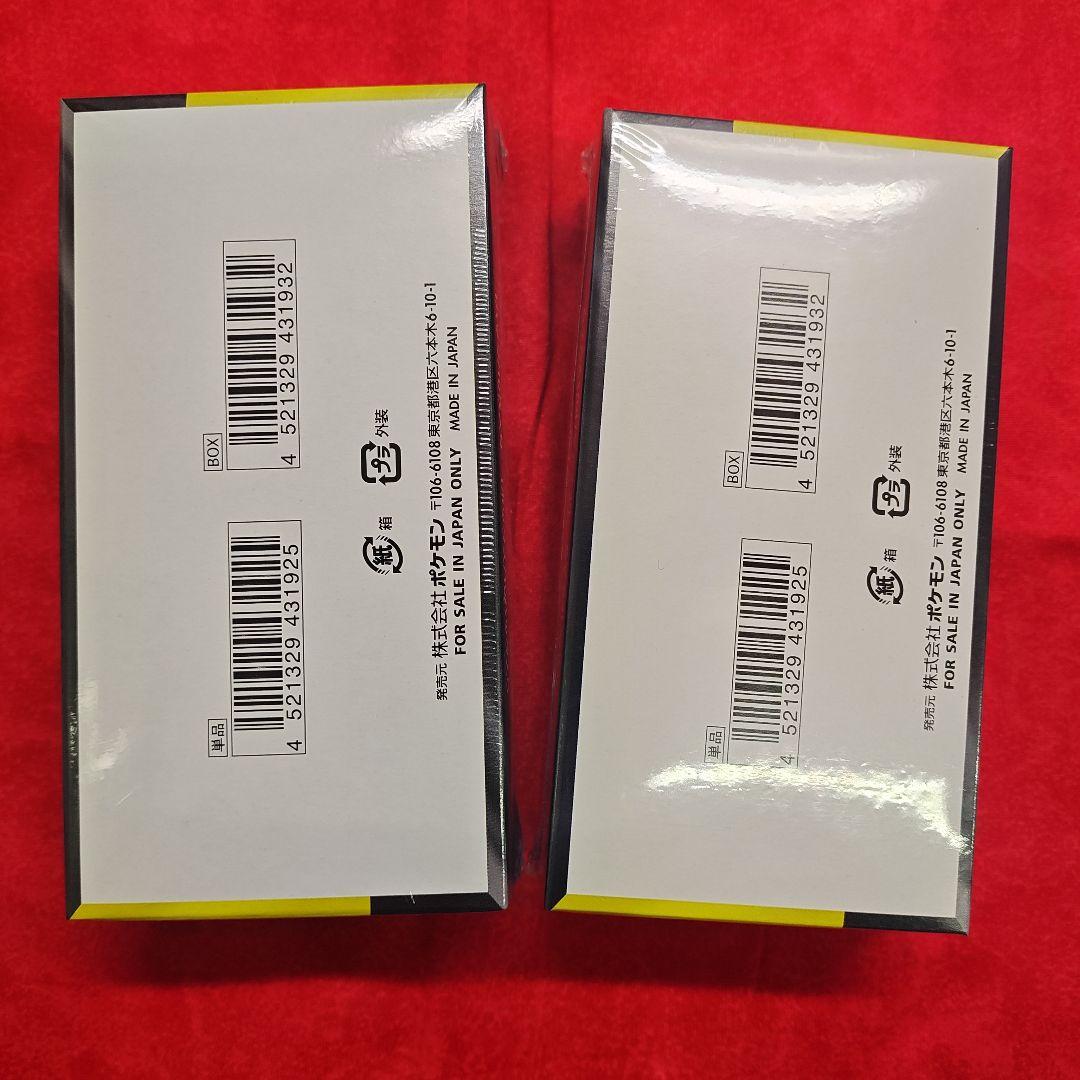 単品
4 521329 431925
BOX
4 521329 431932
紙 箱
プラ 外装
発売元 株式会社ポケモン 〒106-6108 東京都港区六本木6-10-1
FOR SALE IN JAPAN ONLY MADE IN JAPAN
単品
4 521329 431925
BOX
4 521329 431932
紙 箱
プラ 外装
発売元 株式会社ポケモン 〒106-6108 東京都港区六本木6-10-1
FOR SALE IN JAPAN ONLY MADE IN JAPAN